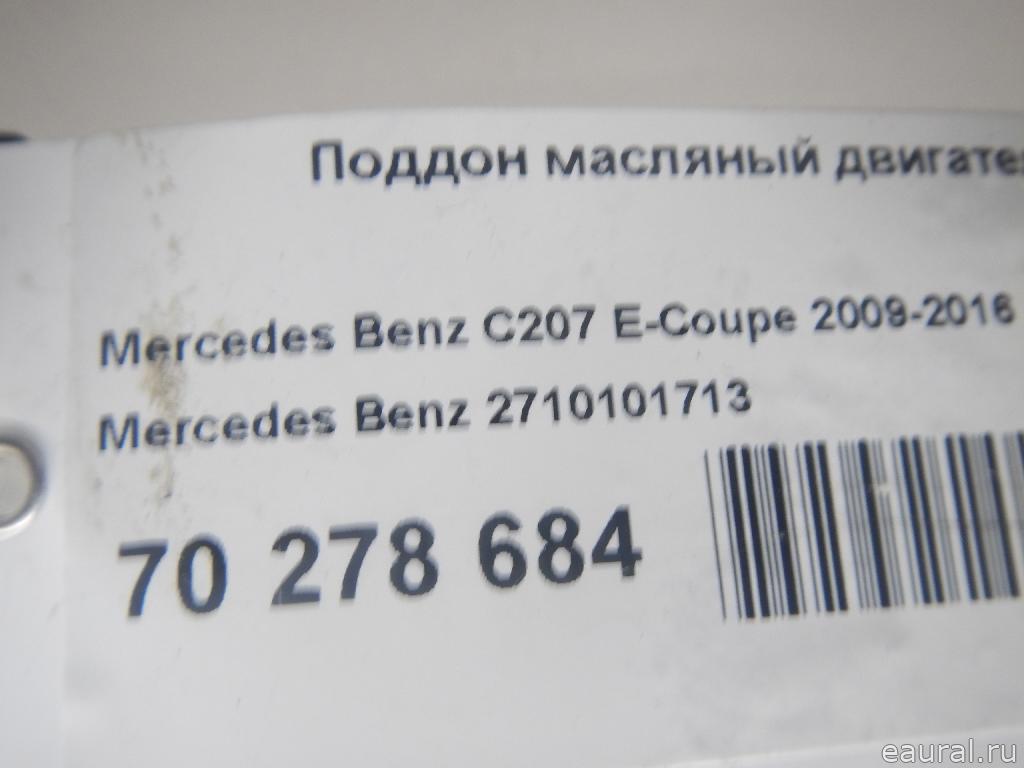 Поддон масляный двигате
Mercedes Benz C207 E-Coupe 2009-2016
Mercedes Benz 2710101713
70 278 684
eaural.ru